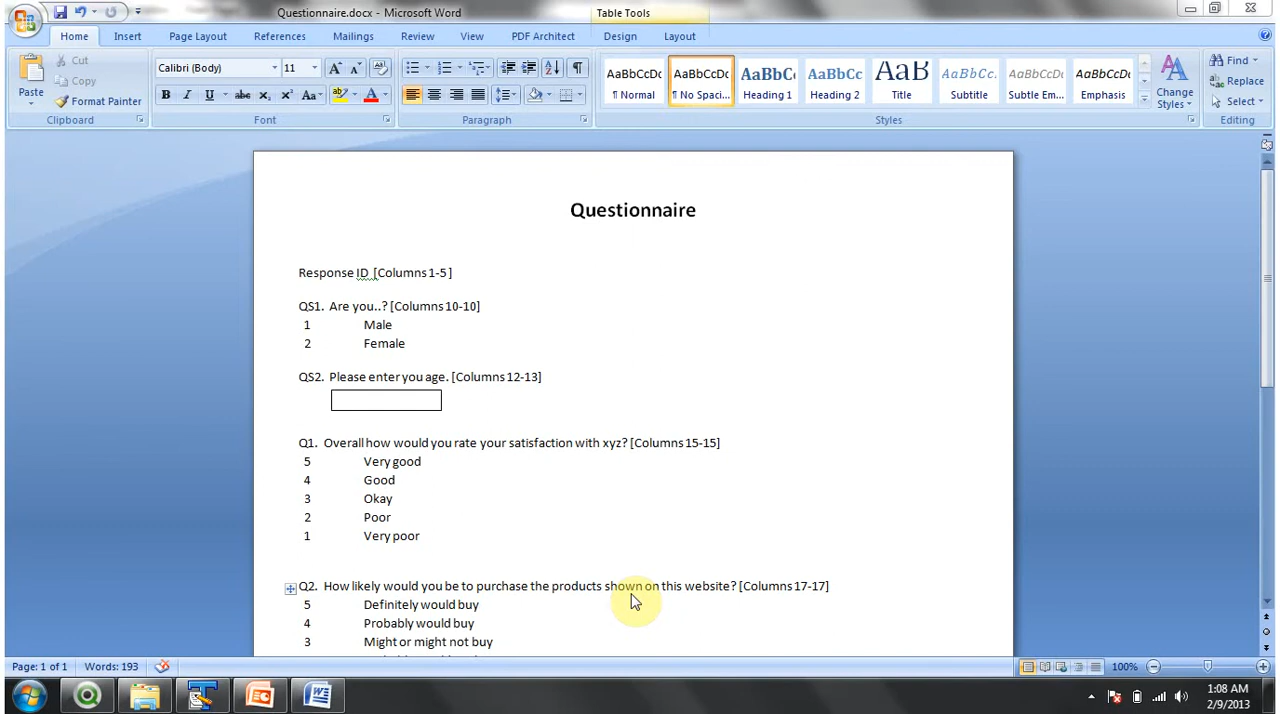 Questionnaire.docx - Microsoft Word
Table Tools
Home Insert Page Layout References Mailings Review View PDF Architect Design Layout
Paste
Cut
Copy
Format Painter
Clipboard
Calibri (Body) 11
B I U abc X₂ X² Aa
Font
Paragraph
AaBbCcDc AaBbCcDc AaBbCc AaBbCc AaB AaBbCc. AaBbCcDc AaBbCcDc
¶ Normal ¶ No Spaci... Heading 1 Heading 2 Title Subtitle Subtle Em... Emphasis
Change Styles
Styles
Find
Replace
Select
Editing
Questionnaire
Response ID [Columns 1-5]
QS1. Are you..? [Columns 10-10]
1 Male
2 Female
QS2. Please enter you age. [Columns 12-13]
Q1. Overall how would you rate your satisfaction with xyz? [Columns 15-15]
5 Very good
4 Good
3 Okay
2 Poor
1 Very poor
Q2. How likely would you be to purchase the products shown on this website? [Columns 17-17]
5 Definitely would buy
4 Probably would buy
3 Might or might not buy
Page: 1 of 1 Words: 193 100%
1:08 AM
2/9/2013